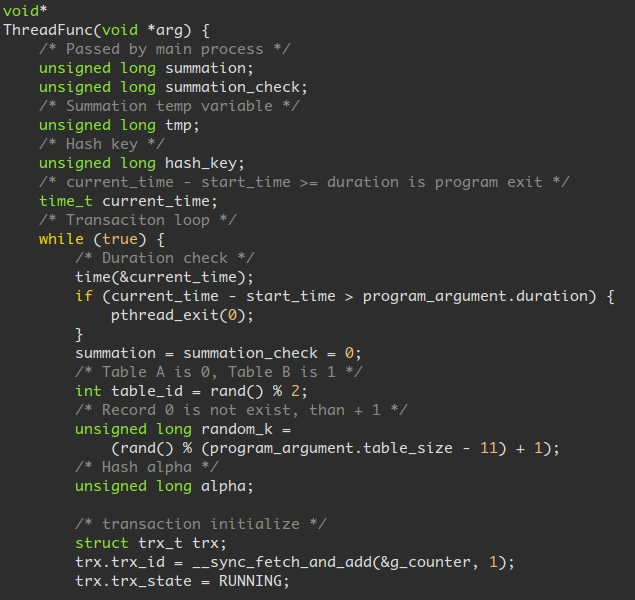 void*
ThreadFunc(void *arg) {
    /* Passed by main process */
    unsigned long summation;
    unsigned long summation_check;
    /* Summation temp variable */
    unsigned long tmp;
    /* Hash key */
    unsigned long hash_key;
    /* current_time - start_time >= duration is program exit */
    time_t current_time;
    /* Transaciton loop */
    while (true) {
        /* Duration check */
        time(&current_time);
        if (current_time - start_time > program_argument.duration) {
            pthread_exit(0);
        }
        summation = summation_check = 0;
        /* Table A is 0, Table B is 1 */
        int table_id = rand() % 2;
        /* Record 0 is not exist, than + 1 */
        unsigned long random_k =
            (rand() % (program_argument.table_size - 11) + 1);
        /* Hash alpha */
        unsigned long alpha;

        /* transaction initialize */
        struct trx_t trx;
        trx.trx_id = __sync_fetch_and_add(&g_counter, 1);
        trx.trx_state = RUNNING;